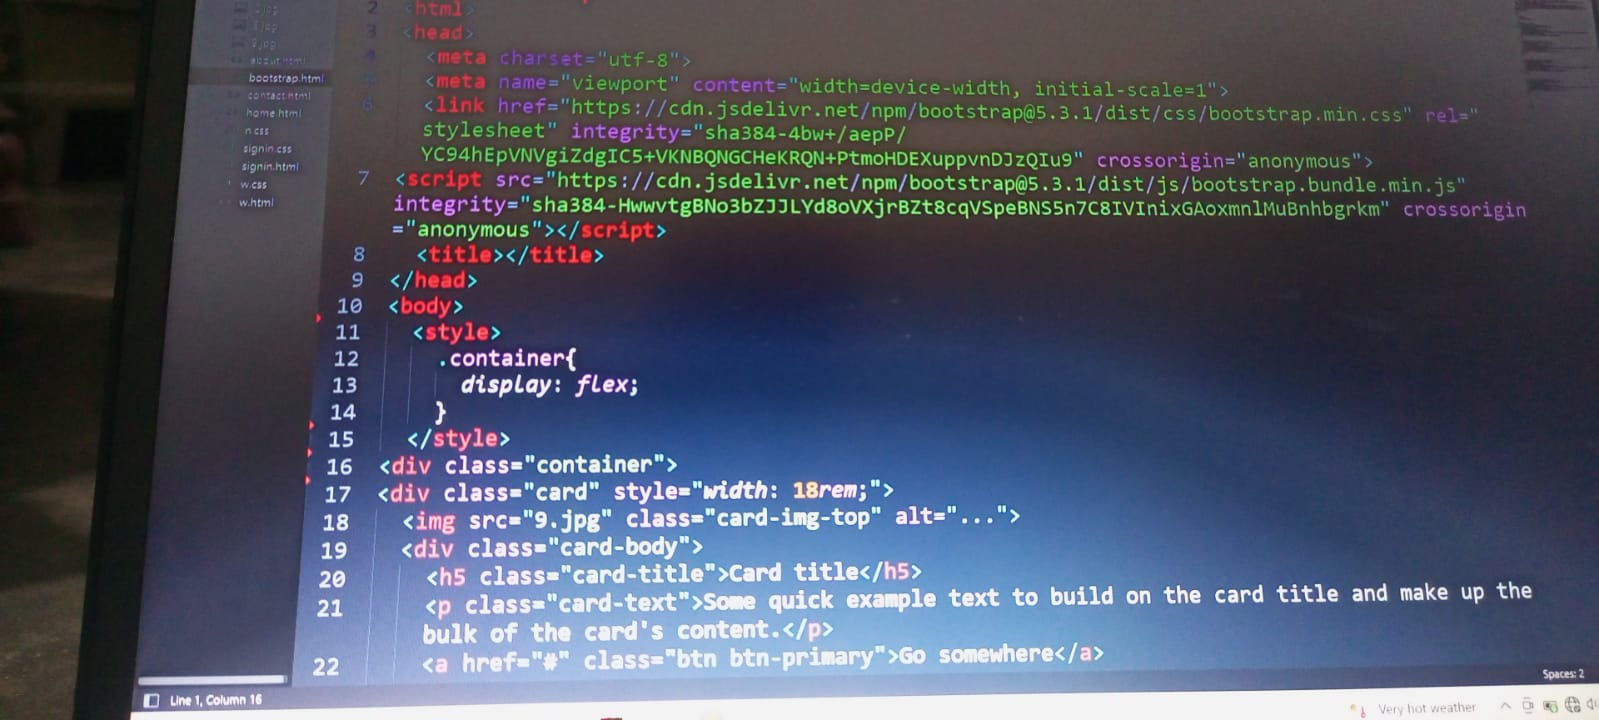 2 <html>
3 <head>
4 <meta charset="utf-8">
<meta name="viewport" content="width=device-width, initial-scale=1">
6 <link href="https://cdn.jsdelivr.net/npm/bootstrap@5.3.1/dist/css/bootstrap.min.css" rel="
stylesheet" integrity="sha384-4bw+/aepP/
YC94hEpVNVgiZdgIC5+VKNBQNGCHeKRQN+PtmoHDEXuppvnDJzQIu9" crossorigin="anonymous">
7 <script src="https://cdn.jsdelivr.net/npm/bootstrap@5.3.1/dist/js/bootstrap.bundle.min.js"
integrity="sha384-HwwvtgBNo3bZJJLYd8oVXjrBZt8cqVSpeBNS5n7C8IVInixGAoxmnlMuBnhbgrkm" crossorigin
="anonymous"></script>
8 <title></title>
9 </head>
10 <body>
11 <style>
12 .container{
13 display: flex;
14 }
15 </style>
16 <div class="container">
17 <div class="card" style="width: 18rem;">
18 <img src="9.jpg" class="card-img-top" alt="...">
19 <div class="card-body">
20 <h5 class="card-title">Card title</h5>
21 <p class="card-text">Some quick example text to build on the card title and make up the
bulk of the card's content.</p>
22 <a href="#" class="btn btn-primary">Go somewhere</a>
9.jpg
about.html
bootstrap.html
contact.html
home.html
n.css
signin.css
signin.html
w.css
w.html
Line 1, Column 16
Spaces: 2
Very hot weather